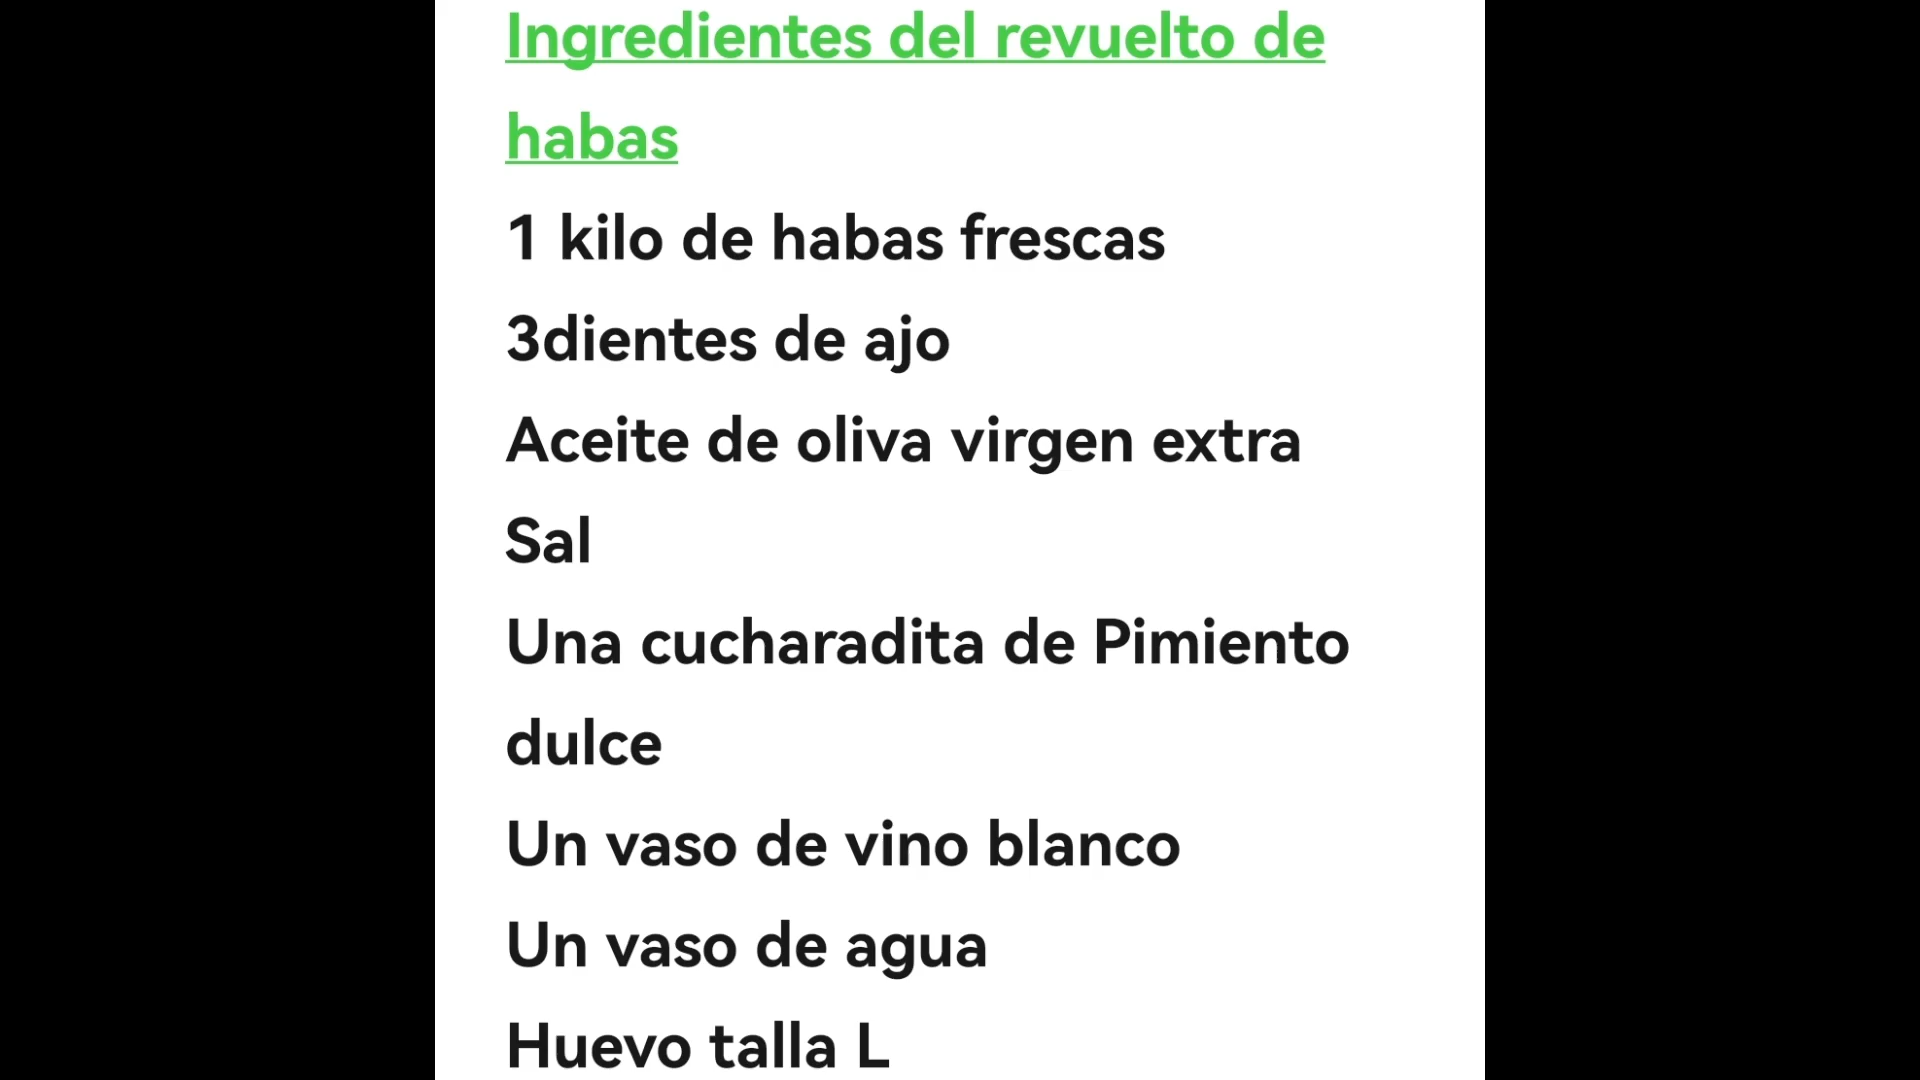 Ingredientes del revuelto de
habas
1 kilo de habas frescas
3dientes de ajo
Aceite de oliva virgen extra
Sal
Una cucharadita de Pimiento
dulce
Un vaso de vino blanco
Un vaso de agua
Huevo talla L